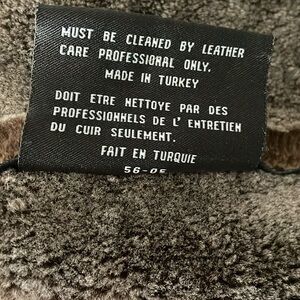 MUST BE CLEANED BY LEATHER
CARE PROFESSIONAL ONLY.
MADE IN TURKEY
DOIT ETRE NETTOYE PAR DES
PROFESSIONNELS DE L' ENTRETIEN
DU CUIR SEULEMENT.
FAIT EN TURQUIE